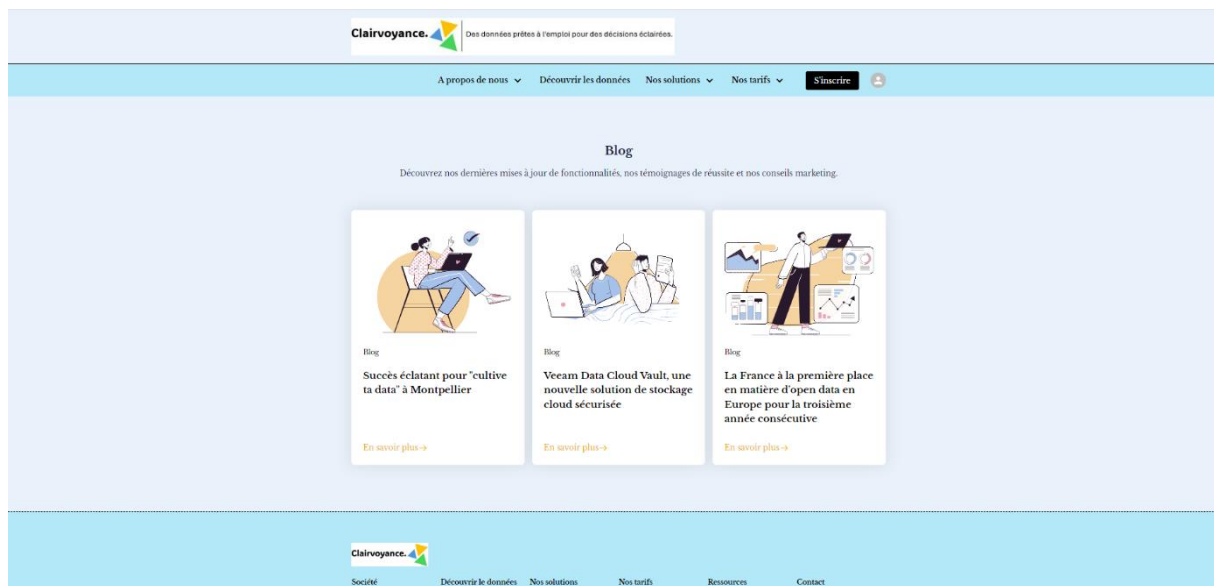 Clairvoyance.
Des données prêtes à l'emploi pour des décisions éclairées.
A propos de nous
Découvrir les données
Nos solutions
Nos tarifs
S'inscrire
Blog
Découvrez nos dernières mises à jour de fonctionnalités, nos témoignages de réussite et nos conseils marketing.
Blog
Succès éclatant pour "cultive
ta data" à Montpellier
En savoir plus→
Blog
Veeam Data Cloud Vault, une
nouvelle solution de stockage
cloud sécurisée
En savoir plus→
Blog
La France à la première place
en matière d'open data en
Europe pour la troisième
année consécutive
En savoir plus→
Clairvoyance.
Société
Découvrir le données
Nos solutions
Nos tarifs
Ressources
Contact